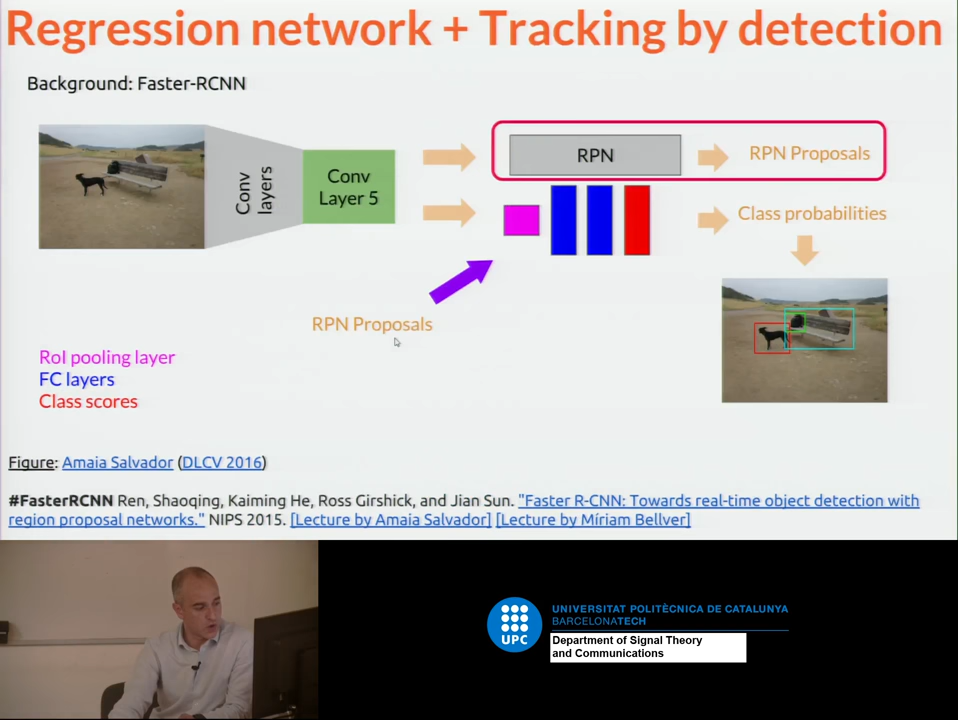 Regression network + Tracking by detection
Background: Faster-RCNN
Conv
layers
Conv
Layer 5
RPN
RPN Proposals
Class probabilities
RPN Proposals
RoI pooling layer
FC layers
Class scores
Figure: Amaia Salvador (DLCV 2016)
#FasterRCNN Ren, Shaoqing, Kaiming He, Ross Girshick, and Jian Sun. "Faster R-CNN: Towards real-time object detection with
region proposal networks." NIPS 2015. [Lecture by Amaia Salvador] [Lecture by Míriam Bellver]
UPC
UNIVERSITAT POLITÈCNICA DE CATALUNYA
BARCELONATECH
Department of Signal Theory
and Communications